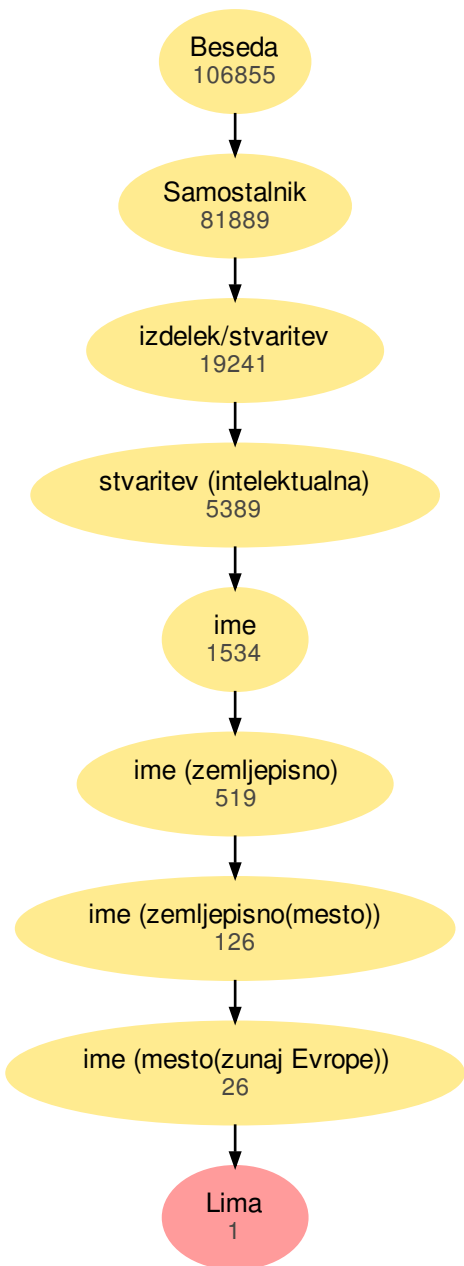 Beseda
106855
Samostalnik
81889
izdelek/stvaritev
19241
stvaritev (intelektualna)
5389
ime
1534
ime (zemljepisno)
519
ime (zemljepisno(mesto))
126
ime (mesto(zunaj Evrope))
26
Lima
1